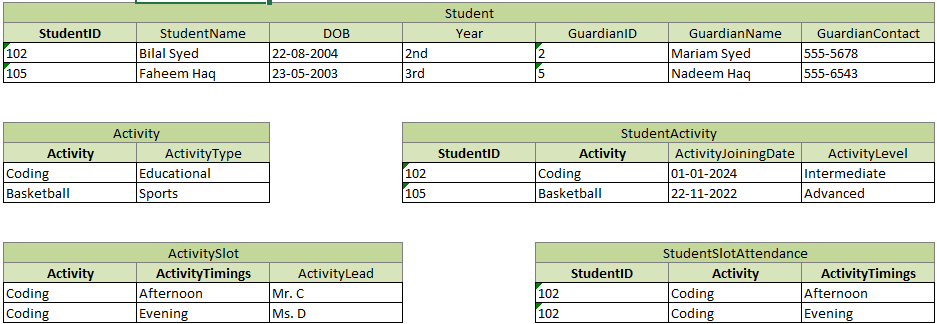 Student
StudentID StudentName DOB Year GuardianID GuardianName GuardianContact
102 Bilal Syed 22-08-2004 2nd 2 Mariam Syed 555-5678
105 Faheem Haq 23-05-2003 3rd 5 Nadeem Haq 555-6543
Activity
Activity ActivityType
Coding Educational
Basketball Sports
StudentActivity
StudentID Activity ActivityJoiningDate ActivityLevel
102 Coding 01-01-2024 Intermediate
105 Basketball 22-11-2022 Advanced
ActivitySlot
Activity ActivityTimings ActivityLead
Coding Afternoon Mr. C
Coding Evening Ms. D
StudentSlotAttendance
StudentID Activity ActivityTimings
102 Coding Afternoon
102 Coding Evening